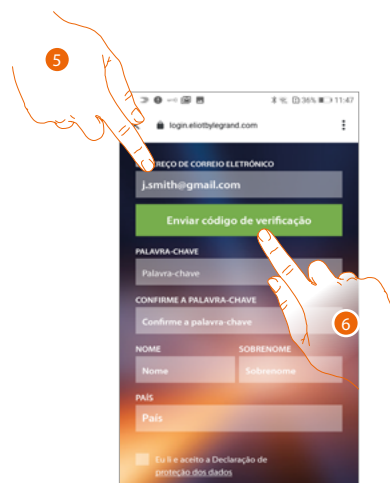 5
36% 11:47
login.eliotbylegrand.com
REÇO DE CORREIO ELETRÓNICO
j.smith@gmail.com
Enviar código de verificação
PALAVRA-CHAVE
Palavra-chave
CONFIRME A PALAVRA-CHAVE
Confirme a palavra-chave
6
NOME SOBRENOME
Nome Sobrenome
PAÍS
País
Eu li e aceito a Declaração de
proteção dos dados